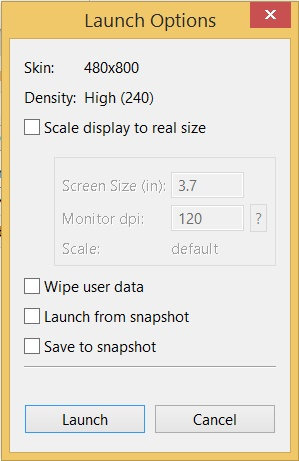 Launch Options
Skin: 480x800
Density: High (240)
Scale display to real size
Screen Size (in): 3.7
Monitor dpi: 120 ?
Scale: default
Wipe user data
Launch from snapshot
Save to snapshot
Launch Cancel